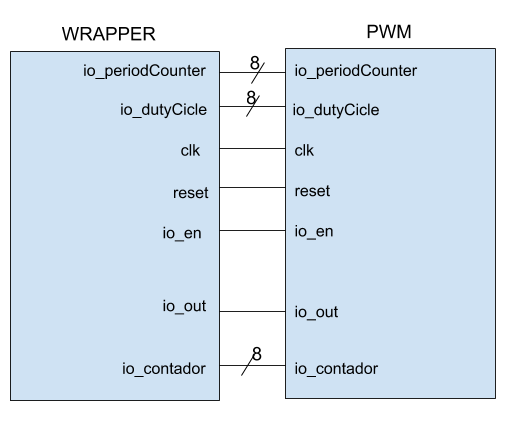 WRAPPER PWM
io_periodCounter 8 io_periodCounter
io_dutyCicle 8 io_dutyCicle
clk clk
reset reset
io_en io_en
io_out io_out
io_contador 8 io_contador